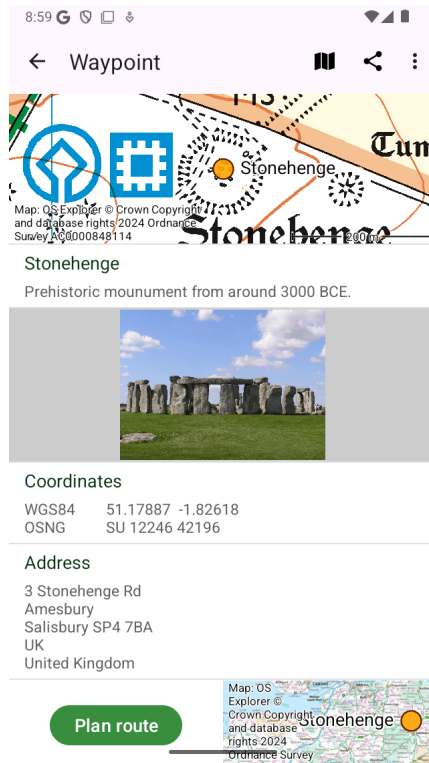 8:59 G
Waypoint
Stonehenge
Map: OS Explorer © Crown Copyright
and database rights 2024 Ordnance
Survey AC0000848114
Stonehenge
200 m
Stonehenge
Prehistoric mounument from around 3000 BCE.
Coordinates
WGS84 51.17887 -1.82618
OSNG SU 12246 42196
Address
3 Stonehenge Rd
Amesbury
Salisbury SP4 7BA
UK
United Kingdom
Plan route
Map: OS
Explorer ©
Crown Copyright
and database
rights 2024
Ordnance Survey
Stonehenge